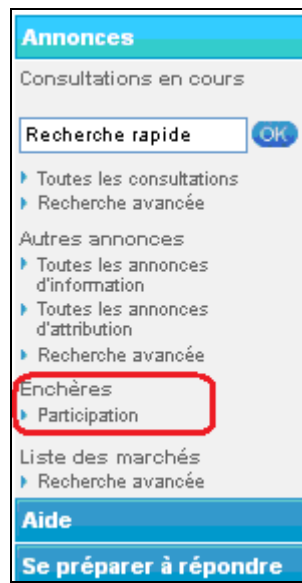 Annonces
Consultations en cours
Recherche rapide OK
Toutes les consultations
Recherche avancée
Autres annonces
Toutes les annonces
d'information
Toutes les annonces
d'attribution
Recherche avancée
Enchères
Participation
Liste des marchés
Recherche avancée
Aide
Se préparer à répondre